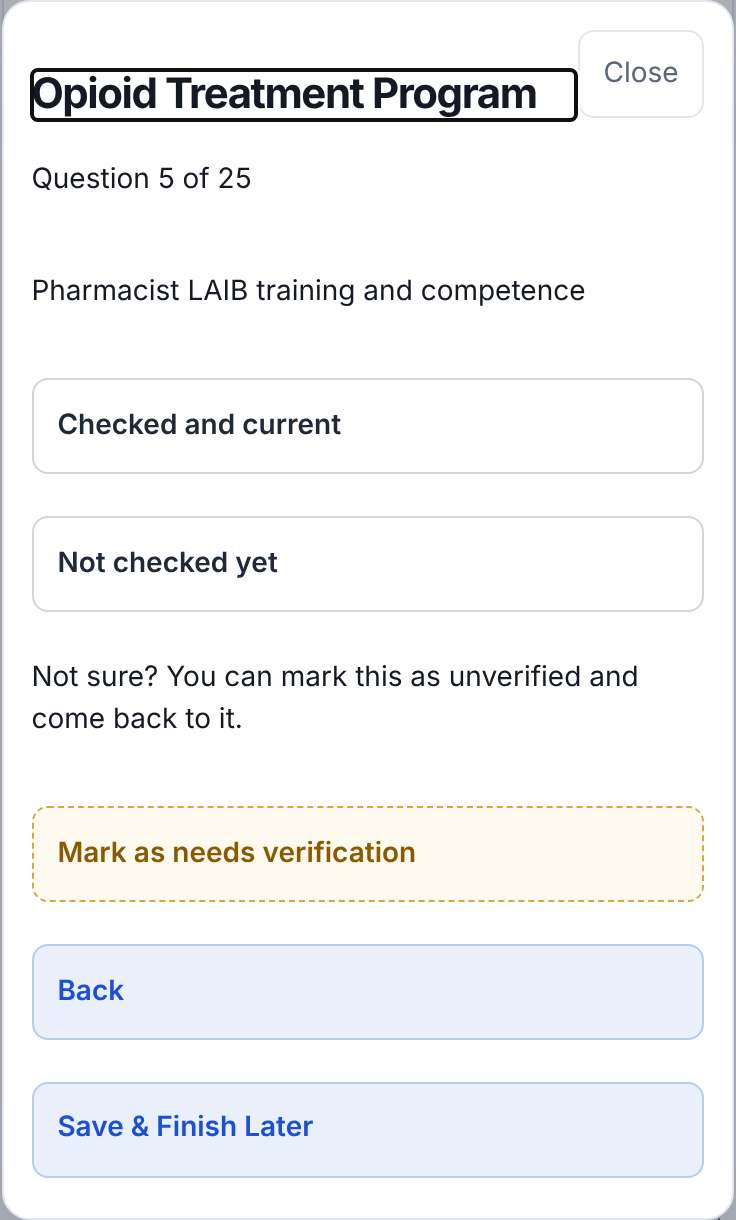 Close
Opioid Treatment Program
Question 5 of 25
Pharmacist LAIB training and competence
Checked and current
Not checked yet
Not sure? You can mark this as unverified and
come back to it.
Mark as needs verification
Back
Save & Finish Later